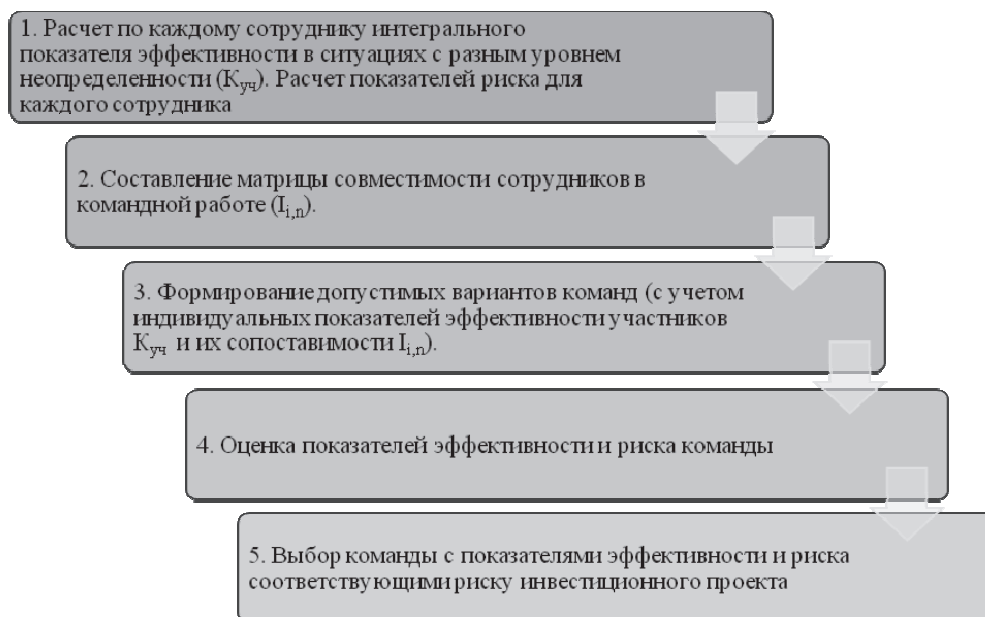 1. Расчет по каждому сотруднику интегрального
показателя эффективности в ситуациях с разным уровнем
неопределенности (Kуч). Расчет показателей риска для
каждого сотрудника
2. Составление матрицы совместимости сотрудников в
командной работе (Ii,n).
3. Формирование допустимых вариантов команд (с учетом
индивидуальных показателей эффективности участников
Kуч и их сопоставимости Ii,n).
4. Оценка показателей эффективности и риска команды
5. Выбор команды с показателями эффективности и риска
соответствующими риску инвестиционного проекта